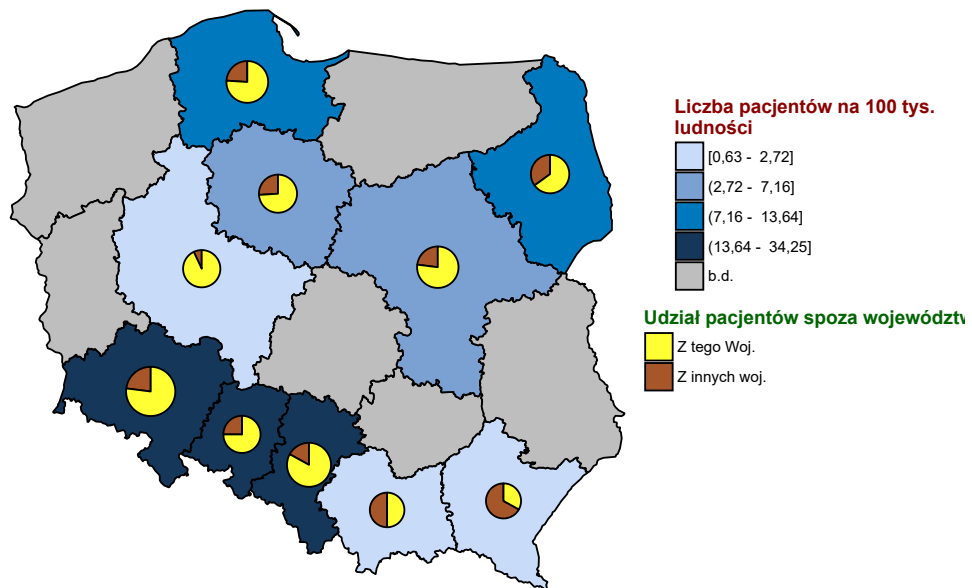 Liczba pacjentów na 100 tys.
ludności
[0,63 - 2,72]
(2,72 - 7,16]
(7,16 - 13,64]
(13,64 - 34,25]
b.d.
Udział pacjentów spoza województw
Z tego Woj.
Z innych woj.